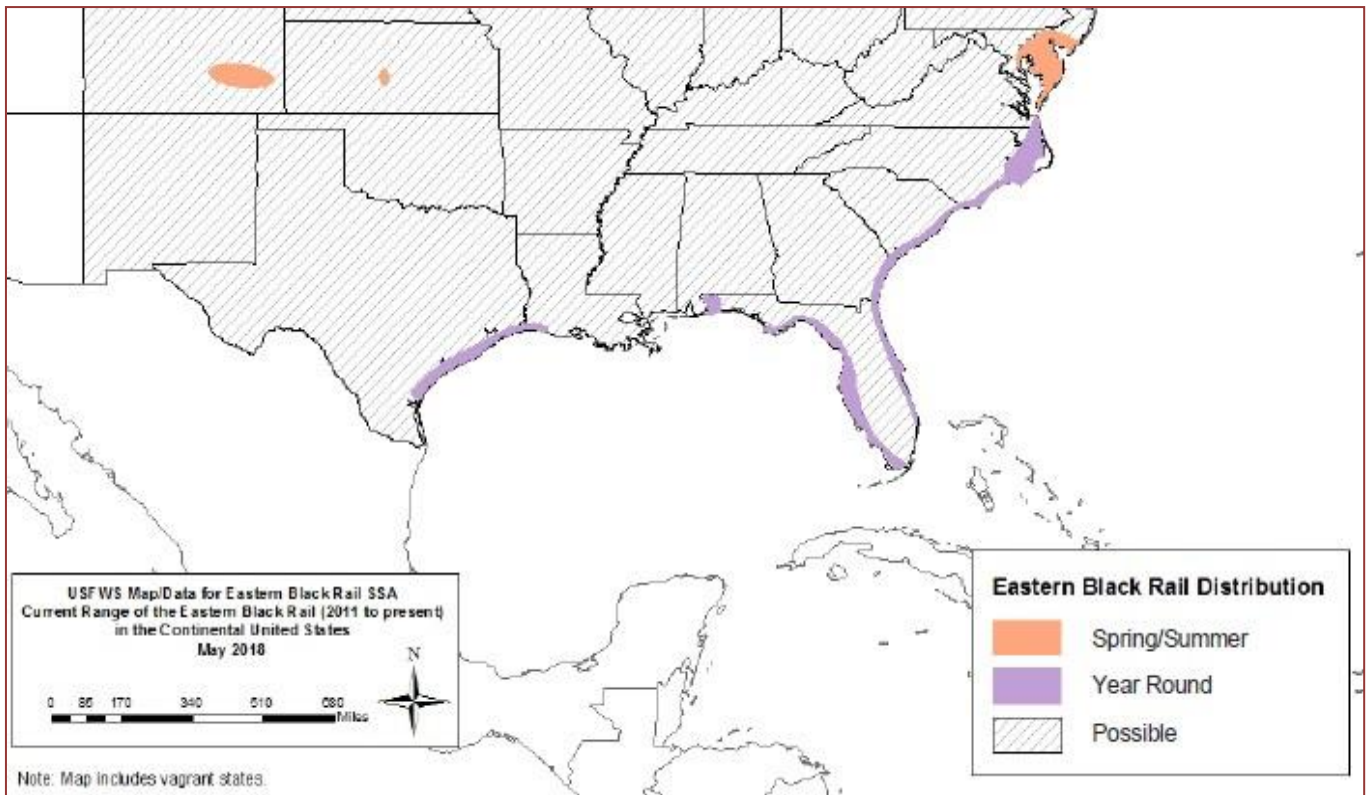 USFWS Map/Data for Eastern Black Rail SSA
Current Range of the Eastern Black Rail (2011 to present)
in the Continental United States
May 2018
N
0 85 170 340 510 680
Miles
Note: Map includes vagrant states.
Eastern Black Rail Distribution
Spring/Summer
Year Round
Possible